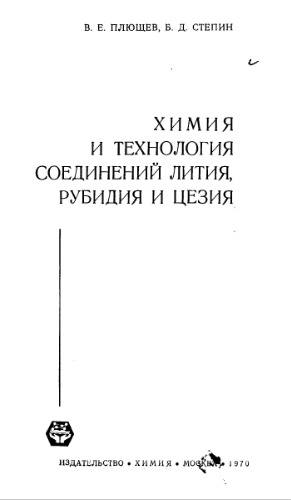 В. Е. ПЛЮЩЕВ, Б. Д. СТЕПИН
ХИМИЯ
И ТЕХНОЛОГИЯ
СОЕДИНЕНИЙ ЛИТИЯ,
РУБИДИЯ И ЦЕЗИЯ
ИЗДАТЕЛЬСТВО • ХИМИЯ • МОСКВА, 1970